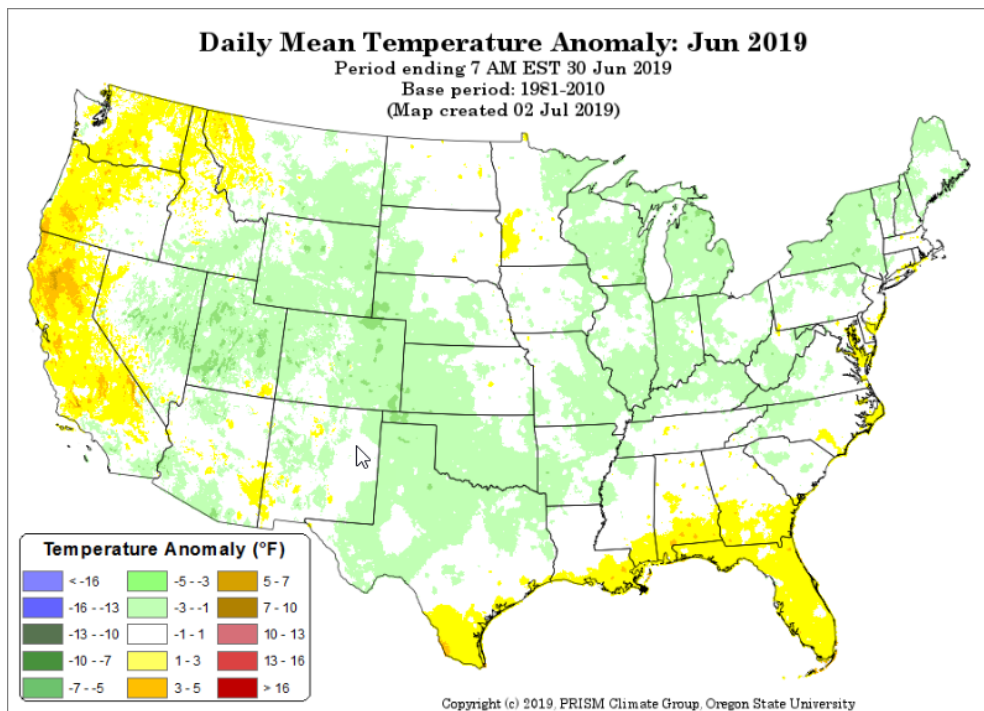 Daily Mean Temperature Anomaly: Jun 2019
Period ending 7 AM EST 30 Jun 2019
Base period: 1981-2010
(Map created 02 Jul 2019)
Temperature Anomaly (°F)
< -16
-16 - -13
-13 - -10
-10 - -7
-7 - -5
-5 - -3
-3 - -1
-1 - 1
1 - 3
3 - 5
5 - 7
7 - 10
10 - 13
13 - 16
> 16
Copyright (c) 2019, PRISM Climate Group, Oregon State University